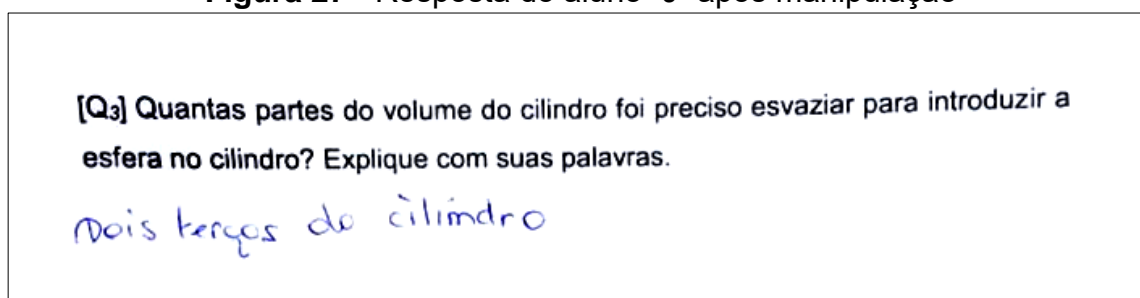 [Q₃] Quantas partes do volume do cilindro foi preciso esvaziar para introduzir a
esfera no cilindro? Explique com suas palavras.
Dois terços do cilindro